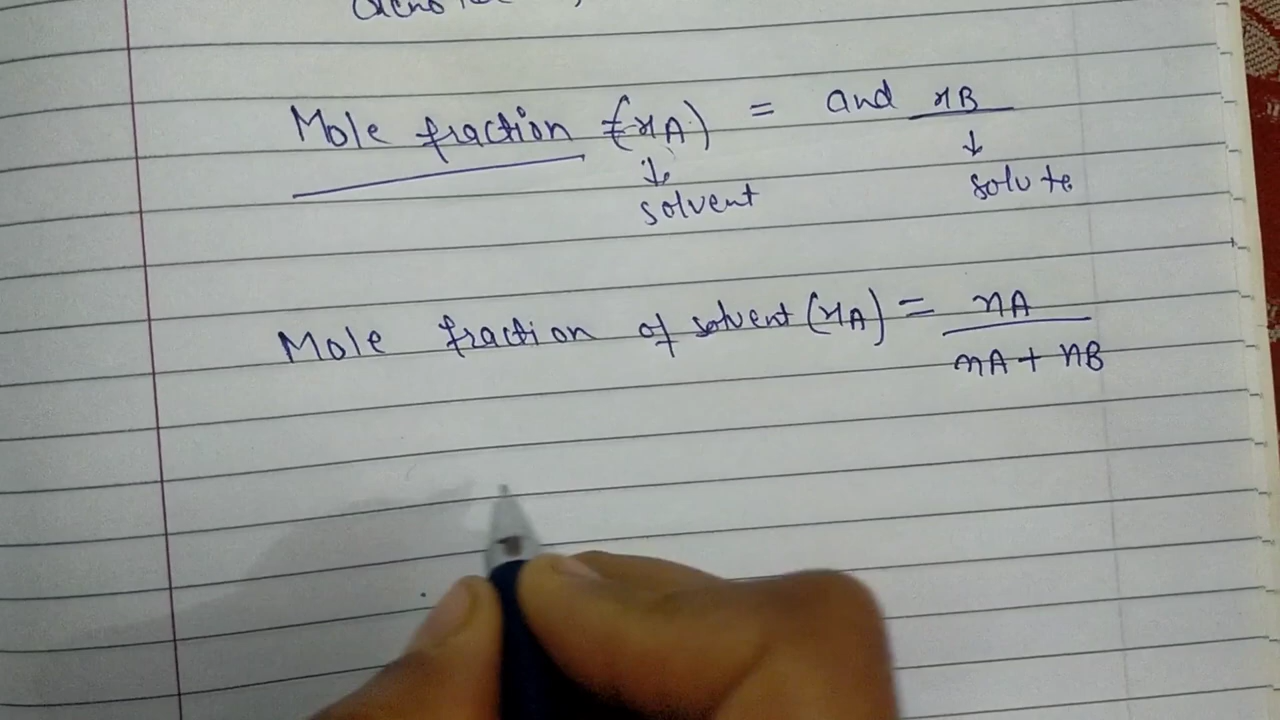 Mole fraction (xA) = and xB
↓ ↓
solvent solute
Mole fraction of solvent (xA) = nA
nA + nB